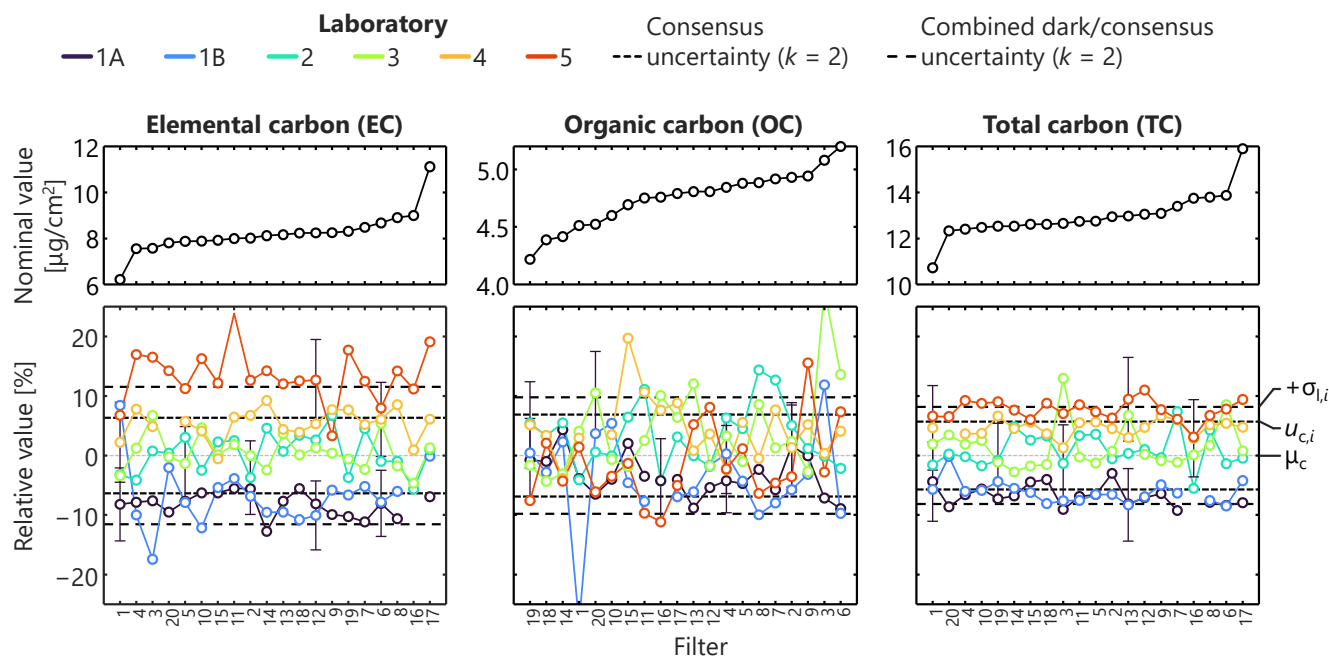 Laboratory
Consensus
Combined dark/consensus
1A 1B 2 3 4 5 uncertainty (k = 2) uncertainty (k = 2)
Elemental carbon (EC) Organic carbon (OC) Total carbon (TC)
Nominal value
[µg/cm²]
12
10
8
6
5.0
4.5
4.0
16
14
12
10
Relative value [%]
20
10
0
−10
−20
+σl,i
uc,i
μc
1 4 3 20 5 10 15 11 2 14 13 18 12 9 19 7 6 8 16 17
19 18 14 1 20 10 15 11 16 17 13 12 4 5 8 7 2 9 3 6
1 20 4 10 19 14 15 18 3 11 5 2 13 12 9 7 16 8 6 17
Filter